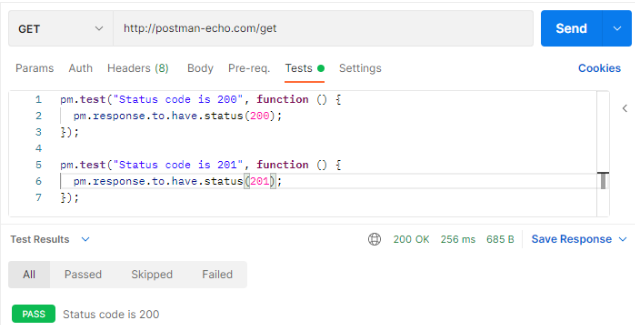 GET http://postman-echo.com/get Send
Params Auth Headers (8) Body Pre-req. Tests Settings Cookies
1 pm.test("Status code is 200", function () {
2 pm.response.to.have.status(200);
3 });
4
5 pm.test("Status code is 201", function () {
6 pm.response.to.have.status(201);
7 });
Test Results 200 OK 256 ms 685 B Save Response
All Passed Skipped Failed
PASS Status code is 200